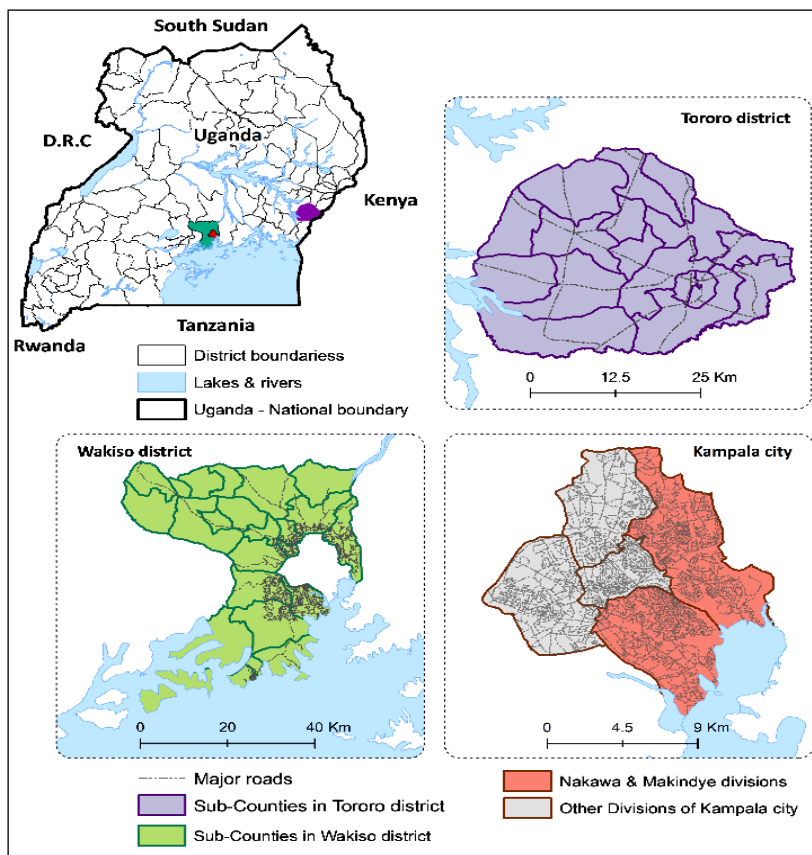 South Sudan
Uganda
D.R.C
Kenya
Tanzania
Rwanda
District boundariess
Lakes & rivers
Uganda - National boundary
Tororo district
0 12.5 25 Km
Wakiso district
0 20 40 Km
Kampala city
0 4.5 9 Km
Major roads
Sub-Counties in Tororo district
Sub-Counties in Wakiso district
Nakawa & Makindye divisions
Other Divisions of Kampala city